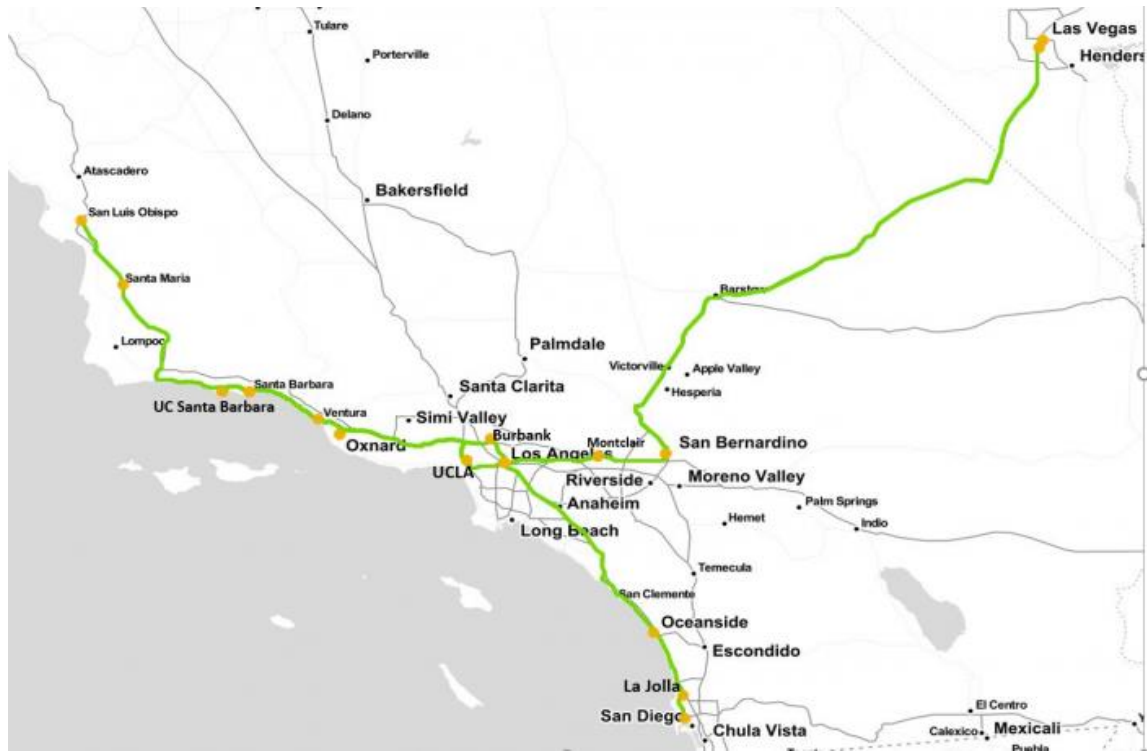 Tulare
Las Vegas
Porterville
Henders
Delano
Atascadero
Bakersfield
San Luis Obispo
Santa Maria
Lompoc
Palmdale
Victorville
Apple Valley
Hesperia
Santa Barbara
Santa Clarita
UC Santa Barbara
Ventura
Simi Valley
Oxnard
Burbank
Montclair
San Bernardino
Los Angeles
UCLA
Riverside
Moreno Valley
Anaheim
Palm Springs
Long Beach
Hemet
Indio
Temecula
San Clemente
Oceanside
Escondido
La Jolla
San Diego
El Centro
Chula Vista
Calexico
Mexicali
Puebla